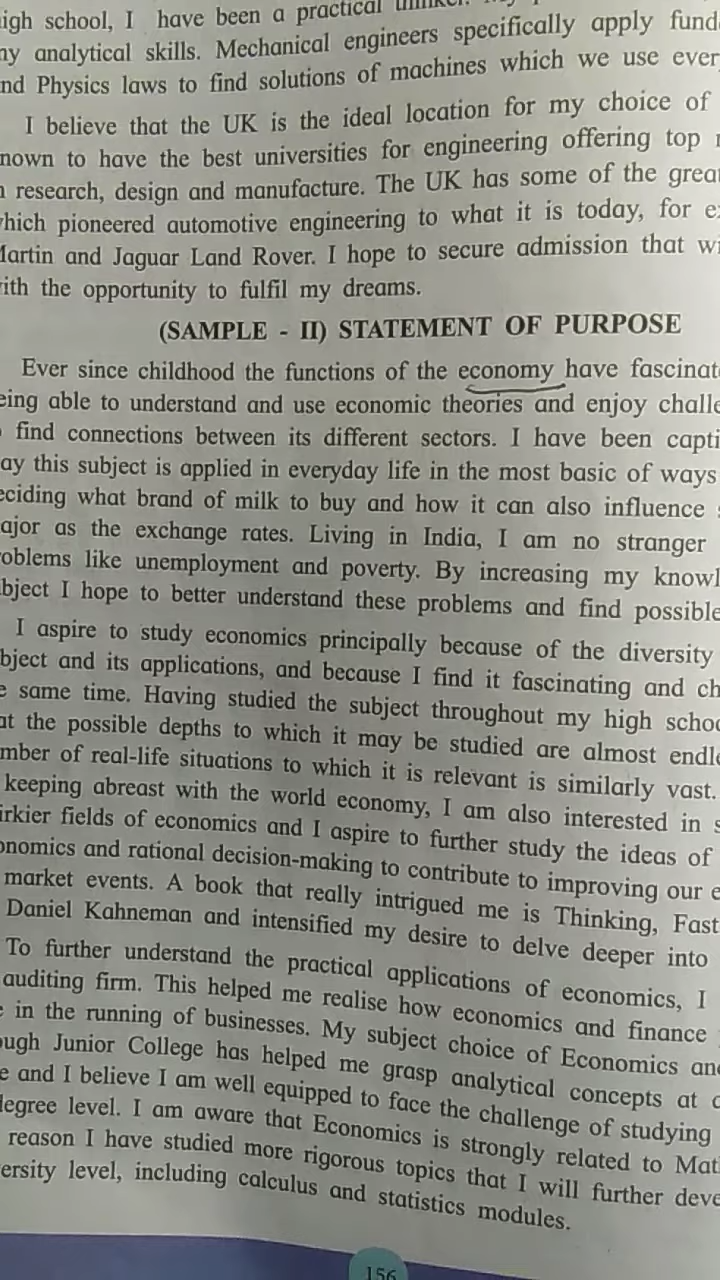 igh school, I have been a practical
ny analytical skills. Mechanical engineers specifically apply fund
nd Physics laws to find solutions of machines which we use ever
I believe that the UK is the ideal location for my choice of
nown to have the best universities for engineering offering top
n research, design and manufacture. The UK has some of the grea
which pioneered automotive engineering to what it is today, for e
Martin and Jaguar Land Rover. I hope to secure admission that wi
ith the opportunity to fulfil my dreams.
(SAMPLE - II) STATEMENT OF PURPOSE
Ever since childhood the functions of the economy have fascinat
eing able to understand and use economic theories and enjoy challe
find connections between its different sectors. I have been capti
ay this subject is applied in everyday life in the most basic of ways
eciding what brand of milk to buy and how it can also influence
ajor as the exchange rates. Living in India, I am no stranger
oblems like unemployment and poverty. By increasing my knowl
bject I hope to better understand these problems and find possible
I aspire to study economics principally because of the diversity
bject and its applications, and because I find it fascinating and ch
e same time. Having studied the subject throughout my high schoo
at the possible depths to which it may be studied are almost endle
mber of real-life situations to which it is relevant is similarly vast.
keeping abreast with the world economy, I am also interested in s
irkier fields of economics and I aspire to further study the ideas of
onomics and rational decision-making to contribute to improving our e
market events. A book that really intrigued me is Thinking, Fast
Daniel Kahneman and intensified my desire to delve deeper into
To further understand the practical applications of economics, I
auditing firm. This helped me realise how economics and finance
e in the running of businesses. My subject choice of Economics an
ough Junior College has helped me grasp analytical concepts at
e and I believe I am well equipped to face the challenge of studying
degree level. I am aware that Economics is strongly related to Mat
reason I have studied more rigorous topics that I will further deve
ersity level, including calculus and statistics modules.
156